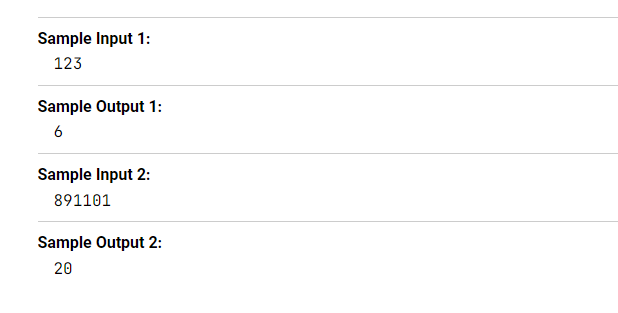 Sample Input 1:
123
Sample Output 1:
6
Sample Input 2:
891101
Sample Output 2:
20